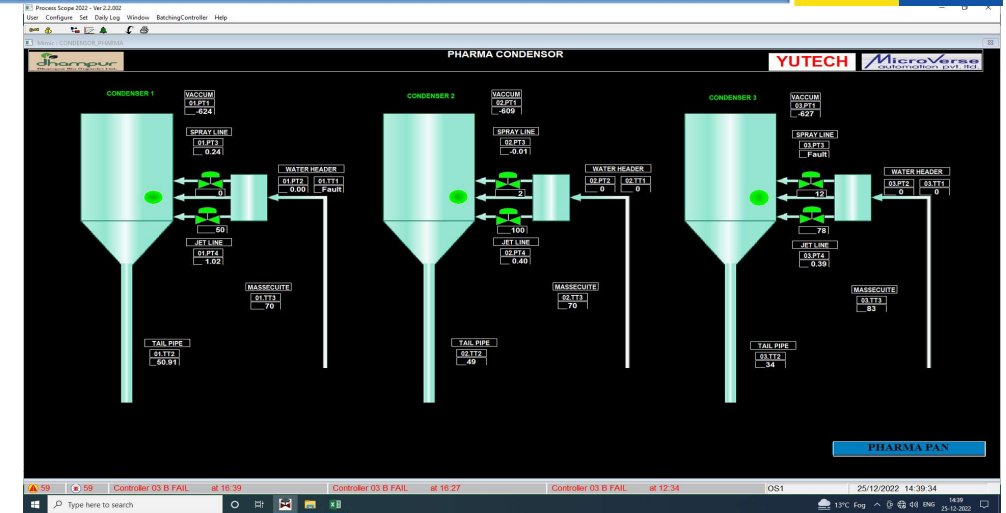 Process Scope 2022 - Ver 2.2.002
User Configure Set Daily Log Window BatchingController Help
Mimic : CONDENSOR_PHARMA
Dhampur
PHARMA CONDENSOR
YUTECH
MicroVerse
automation pvt. ltd.
CONDENSER 1
VACCUM
01.PT1
-624
SPRAY LINE
01.PT3
0.24
WATER HEADER
01.PT2 01.TT1
0.00 Fault
0
50
JET LINE
01.PT4
1.02
MASSECUITE
01.TT3
70
TAIL PIPE
01.TT2
50.91
CONDENSER 2
VACCUM
02.PT1
-609
SPRAY LINE
02.PT3
-0.01
WATER HEADER
02.PT2 02.TT1
0 0
2
100
JET LINE
02.PT4
0.40
MASSECUITE
02.TT3
70
TAIL PIPE
02.TT2
49
CONDENSER 3
VACCUM
03.PT1
-627
SPRAY LINE
03.PT3
Fault
WATER HEADER
03.PT2 03.TT1
0 0
12
78
JET LINE
03.PT4
0.39
MASSECUITE
03.TT3
83
TAIL PIPE
03.TT2
34
PHARMA PAN
59 59 Controller 03 B FAIL at 16:39 Controller 03 B FAIL at 16:27 Controller 03 B FAIL at 12:34 OS1 25/12/2022 14:39:34
Type here to search 13°C Fog ENG 14:39
25-12-2022